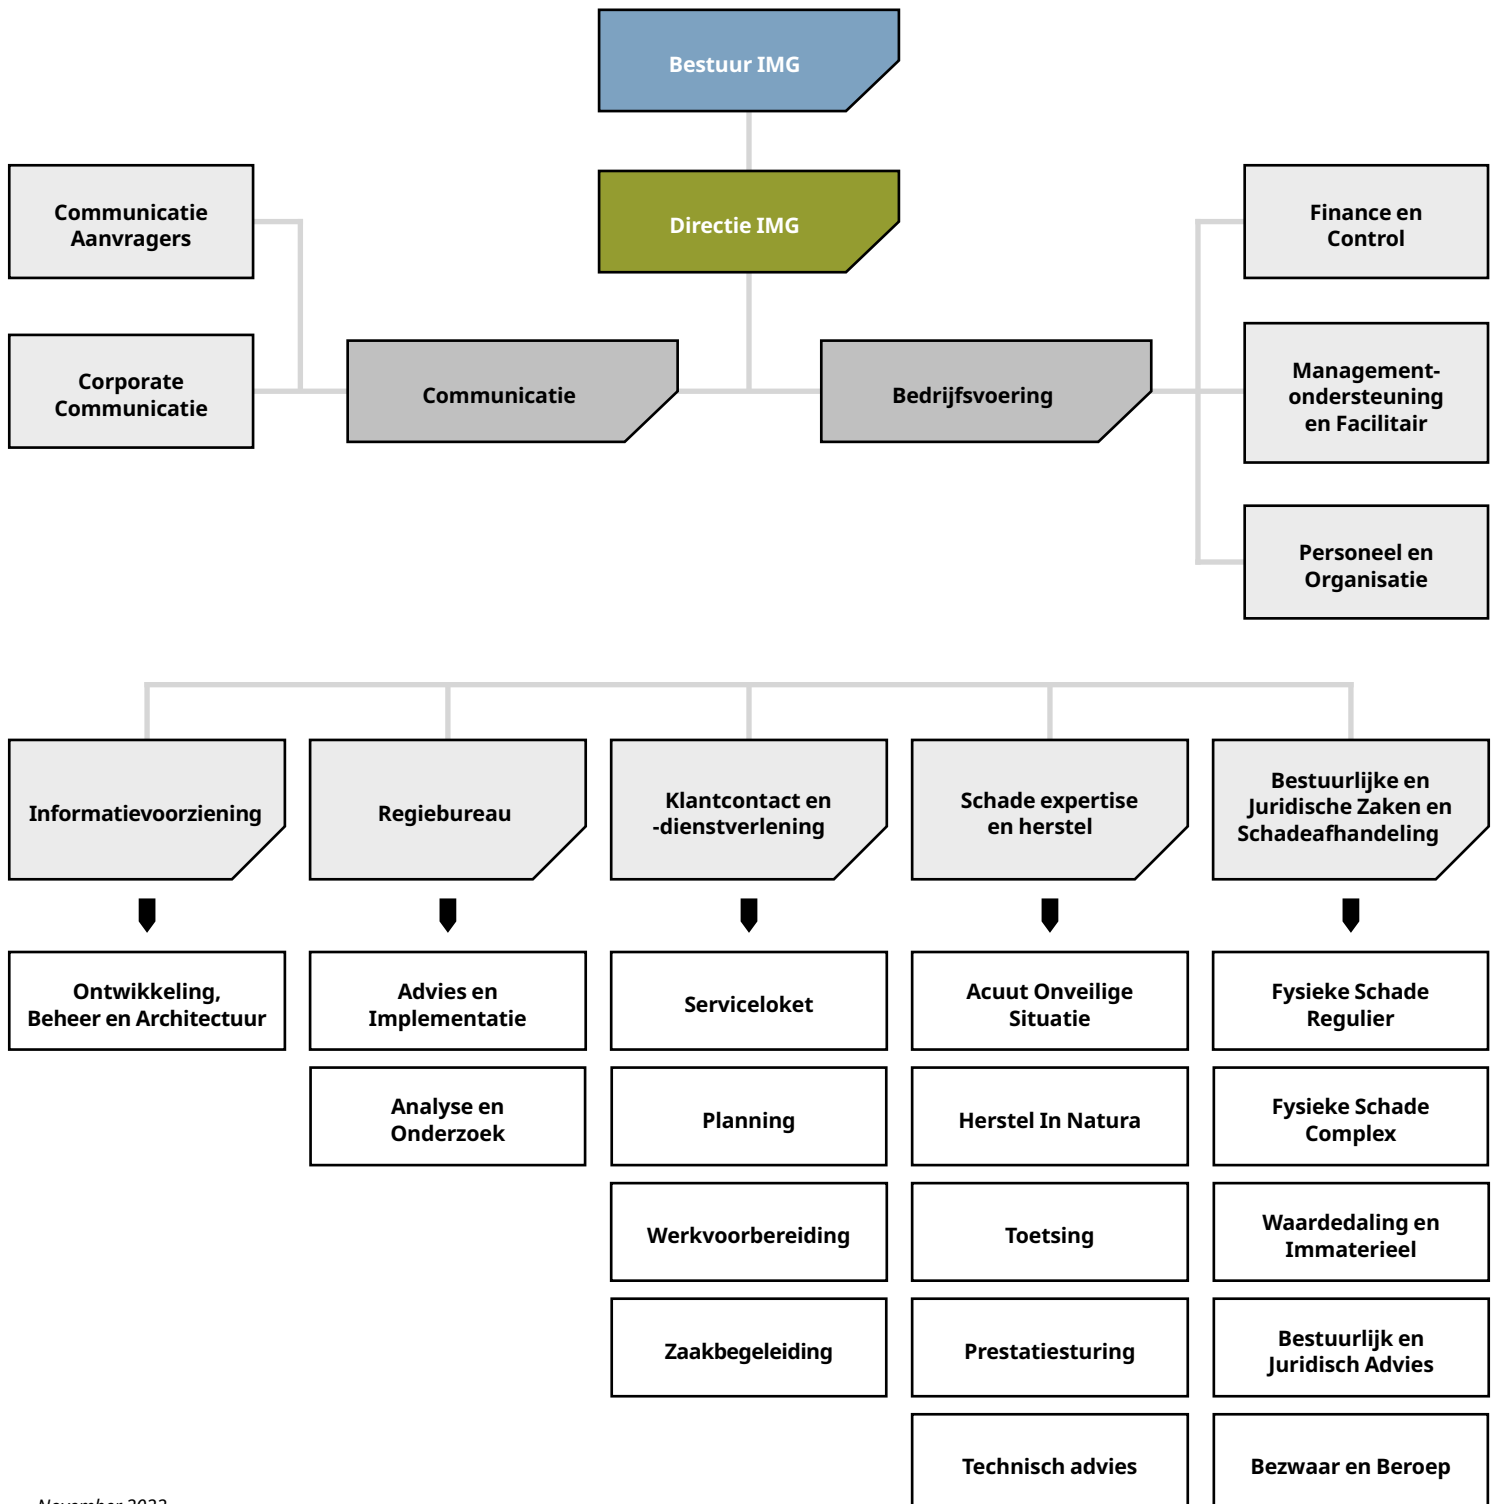 Bestuur IMG
Directie IMG
Communicatie
Aanvragers
Corporate
Communicatie
Communicatie
Bedrijfsvoering
Finance en
Control
Management-
ondersteuning
en Facilitair
Personeel en
Organisatie
Informatievoorziening
Regiebureau
Klantcontact en
-dienstverlening
Schade expertise
en herstel
Bestuurlijke en
Juridische Zaken en
Schadeafhandeling
Ontwikkeling,
Beheer en Architectuur
Advies en
Implementatie
Analyse en
Onderzoek
Serviceloket
Planning
Werkvoorbereiding
Zaakbegeleiding
Acuut Onveilige
Situatie
Herstel In Natura
Toetsing
Prestatiesturing
Technisch advies
Fysieke Schade
Regulier
Fysieke Schade
Complex
Waardedaling en
Immaterieel
Bestuurlijk en
Juridisch Advies
Bezwaar en Beroep
November